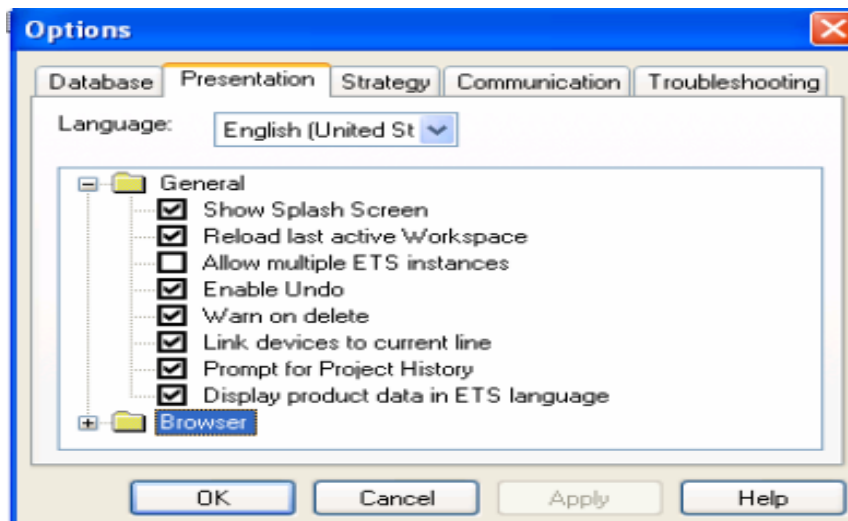 Options
Database Presentation Strategy Communication Troubleshooting
Language: English (United St
General
Show Splash Screen
Reload last active Workspace
Allow multiple ETS instances
Enable Undo
Warn on delete
Link devices to current line
Prompt for Project History
Display product data in ETS language
Browser
OK Cancel Apply Help